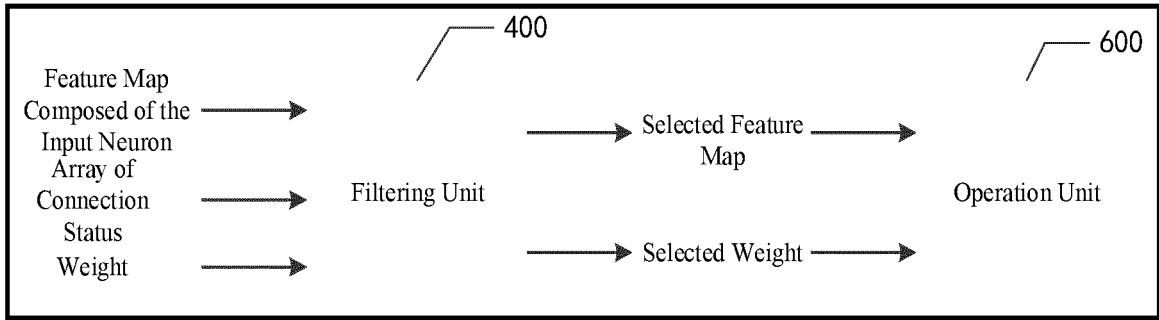 400
600
Feature Map
Composed of the
Input Neuron
Array of
Connection
Status
Weight
Filtering Unit
Selected Feature
Map
Selected Weight
Operation Unit